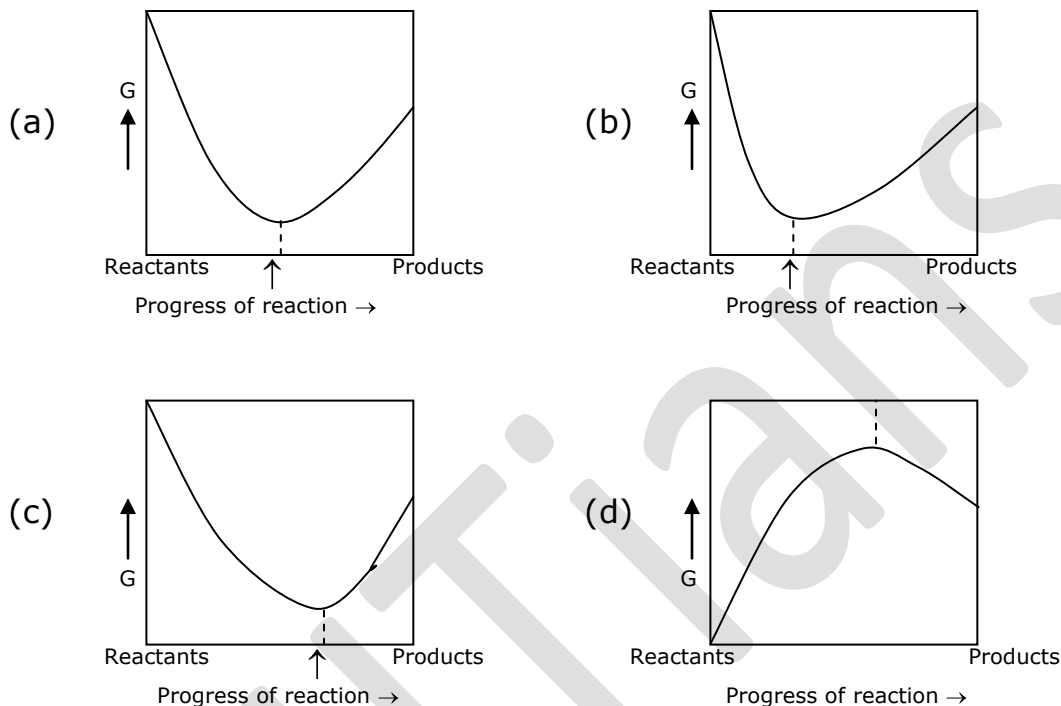 G
(a)
Reactants Products
↑
Progress of reaction →
G
(b)
Reactants Products
↑
Progress of reaction →
(c)
G
Reactants Products
↑
Progress of reaction →
(d)
G
Reactants Products
Progress of reaction →
Tians